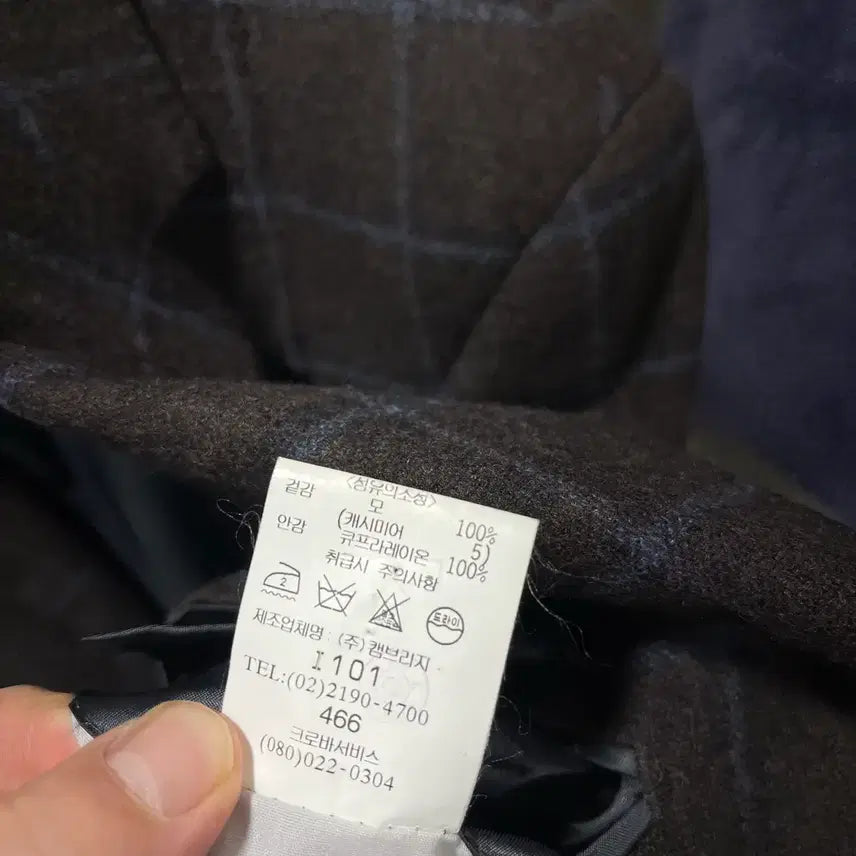 <섬유의조성>
겉감 모 100%
(캐시미어 5)
안감 큐프라레이온 100%
취급시 주의사항
2 드라이
제조업체명 : (주)캠브리지
I 101
TEL:(02)2190-4700
466
크로바서비스
(080)022-0304